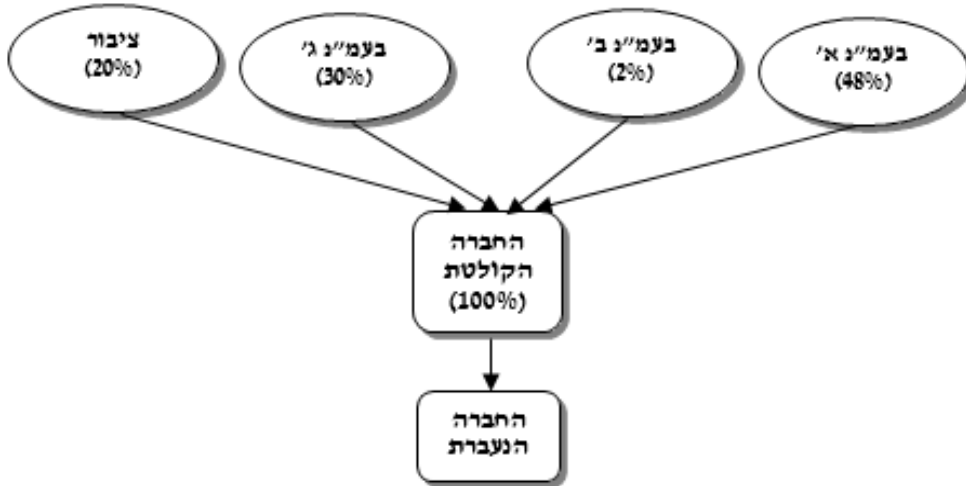 בעמ"נ א'
(48%)
בעמ"נ ב'
(2%)
בעמ"נ ג'
(30%)
ציבור
(20%)
החברה
הקולטת
(100%)
החברה
הנעברת